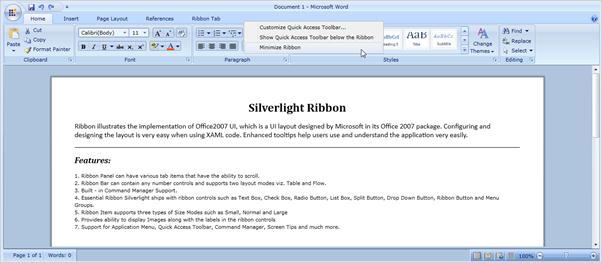 Document 1 - Microsoft Word
Home Insert Page Layout References Ribbon Tab
Customize Quick Access Toolbar...
Show Quick Access Toolbar below the Ribbon
Minimize Ribbon
Paste
Cut
Copy
Format Painter
Calibri(Body) 11
AaB
Title
Subtitle
Change
Themes
Find
Replace
Select
Clipboard Font Paragraph Styles Editing
Silverlight Ribbon
Ribbon illustrates the implementation of Office2007 UI, which is a UI layout designed by Microsoft in its Office 2007 package. Configuring and
designing the layout is very easy when using XAML code. Enhanced tooltips help users use and understand the application very easily.
Features:
1. Ribbon Panel can have various tab items that have the ability to scroll.
2. Ribbon Bar can contain any number controls and supports two layout modes viz. Table and Flow.
3. Built - in Command Manager Support.
4. Essential Ribbon Silverlight ships with ribbon controls such as Text Box, Check Box, Radio Button, List Box, Split Button, Drop Down Button, Ribbon Button and Menu
Groups.
5. Ribbon Item supports three types of Size Modes such as Small, Normal and Large
6. Provides ability to display Images along with the labels in the ribbon controls
7. Support for Application Menu, Quick Access Toolbar, Command Manager, Screen Tips and much more.
Page 1 of 1 Words: 0 100%